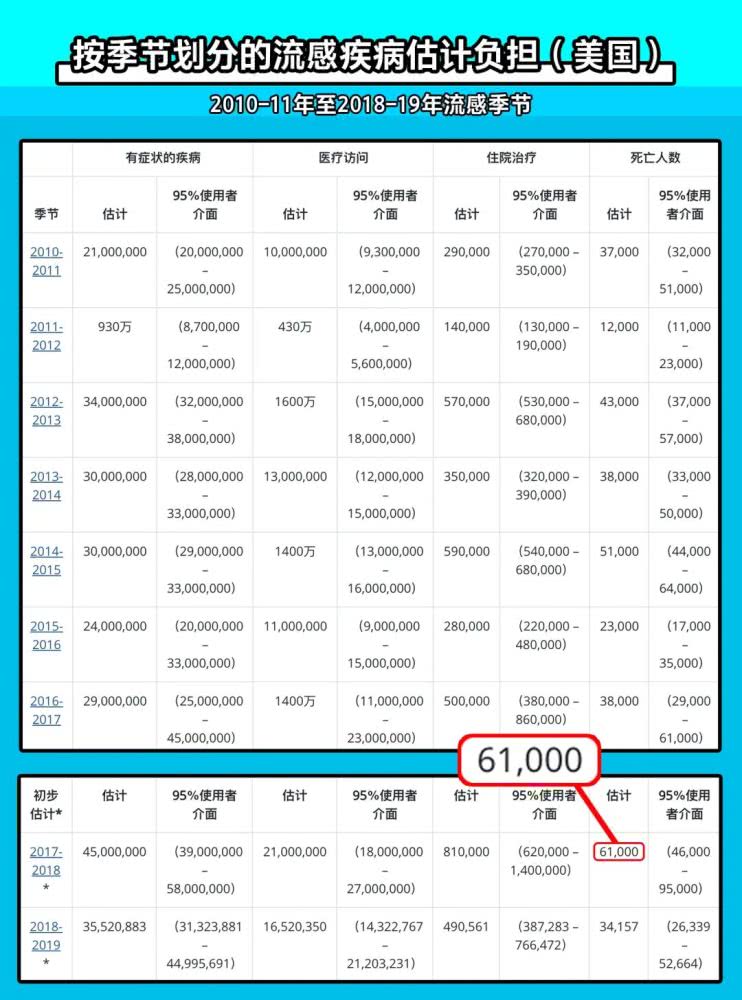 按季节划分的流感疾病估计负担（美国）
2010-11年至2018-19年流感季节
有症状的疾病 医疗访问 住院治疗 死亡人数
季节 估计 95%使用者介面 估计 95%使用者介面 估计 95%使用者介面 估计 95%使用者介面
2010-2011 21,000,000 (20,000,000 – 25,000,000) 10,000,000 (9,300,000 – 12,000,000) 290,000 (270,000 – 350,000) 37,000 (32,000 – 51,000)
2011-2012 930万 (8,700,000 – 12,000,000) 430万 (4,000,000 – 5,600,000) 140,000 (130,000 – 190,000) 12,000 (11,000 – 23,000)
2012-2013 34,000,000 (32,000,000 – 38,000,000) 1600万 (15,000,000 – 18,000,000) 570,000 (530,000 – 680,000) 43,000 (37,000 – 57,000)
2013-2014 30,000,000 (28,000,000 – 33,000,000) 13,000,000 (12,000,000 – 15,000,000) 350,000 (320,000 – 390,000) 38,000 (33,000 – 50,000)
2014-2015 30,000,000 (29,000,000 – 33,000,000) 1400万 (13,000,000 – 16,000,000) 590,000 (540,000 – 680,000) 51,000 (44,000 – 64,000)
2015-2016 24,000,000 (20,000,000 – 33,000,000) 11,000,000 (9,000,000 – 15,000,000) 280,000 (220,000 – 480,000) 23,000 (17,000 – 35,000)
2016-2017 29,000,000 (25,000,000 – 45,000,000) 1400万 (11,000,000 – 23,000,000) 500,000 (380,000 – 860,000) 38,000 (29,000 – 61,000)
61,000
初步估计* 估计 95%使用者介面 估计 95%使用者介面 估计 95%使用者介面 估计 95%使用者介面
2017-2018* 45,000,000 (39,000,000 – 58,000,000) 21,000,000 (18,000,000 – 27,000,000) 810,000 (620,000 – 1,400,000) 61,000 (46,000 – 95,000)
2018-2019* 35,520,883 (31,323,881 – 44,995,691) 16,520,350 (14,322,767 – 21,203,231) 490,561 (387,283 – 766,472) 34,157 (26,339 – 52,664)